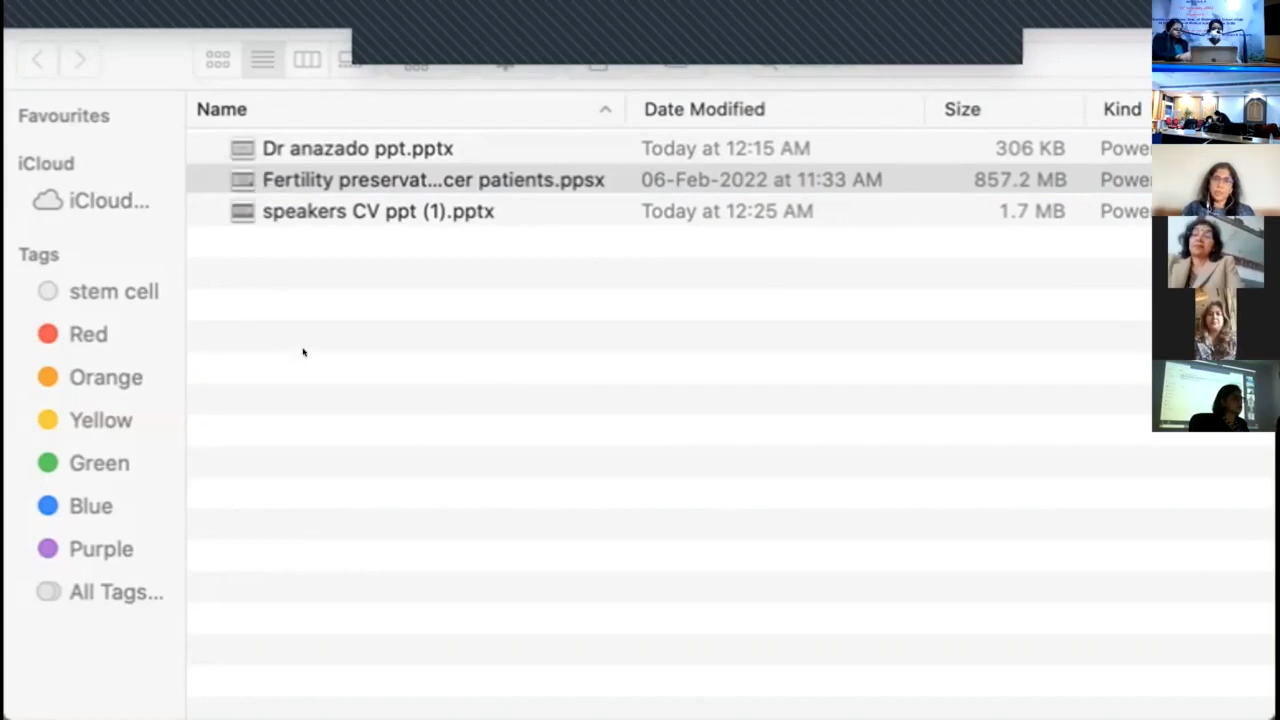 Favourites
iCloud
iCloud...
Tags
stem cell
Red
Orange
Yellow
Green
Blue
Purple
All Tags...
Name Date Modified Size Kind
Dr anazado ppt.pptx Today at 12:15 AM 306 KB Powe
Fertility preservat...cer patients.ppsx 06-Feb-2022 at 11:33 AM 857.2 MB Powe
speakers CV ppt (1).pptx Today at 12:25 AM 1.7 MB Powe